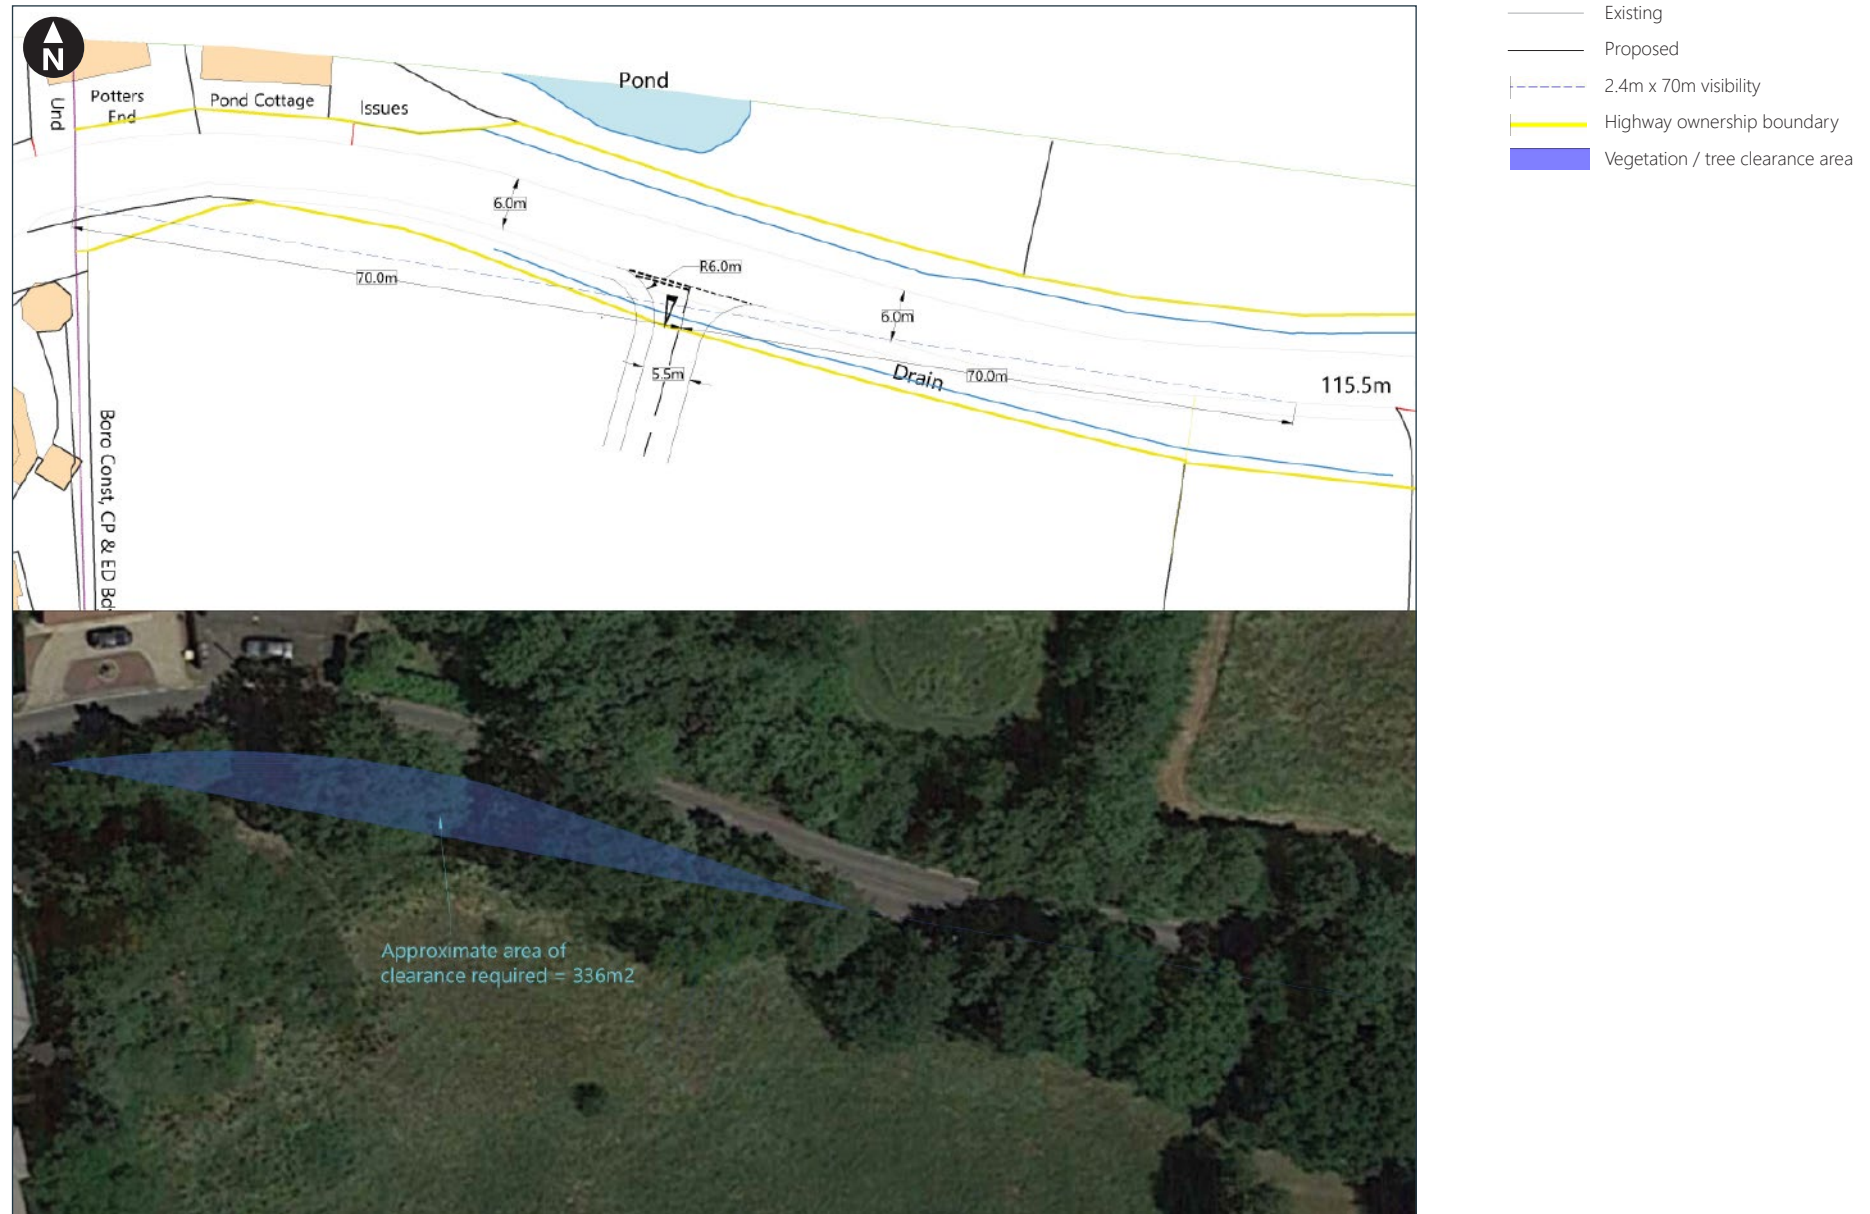 N
Und
Potters
End
Pond Cottage
Issues
Pond
6.0m
70.0m
R6.0m
6.0m
5.5m
Drain
70.0m
115.5m
Boro Const, CP & ED Bd
Approximate area of
clearance required = 336m2
Existing
Proposed
2.4m x 70m visibility
Highway ownership boundary
Vegetation / tree clearance area